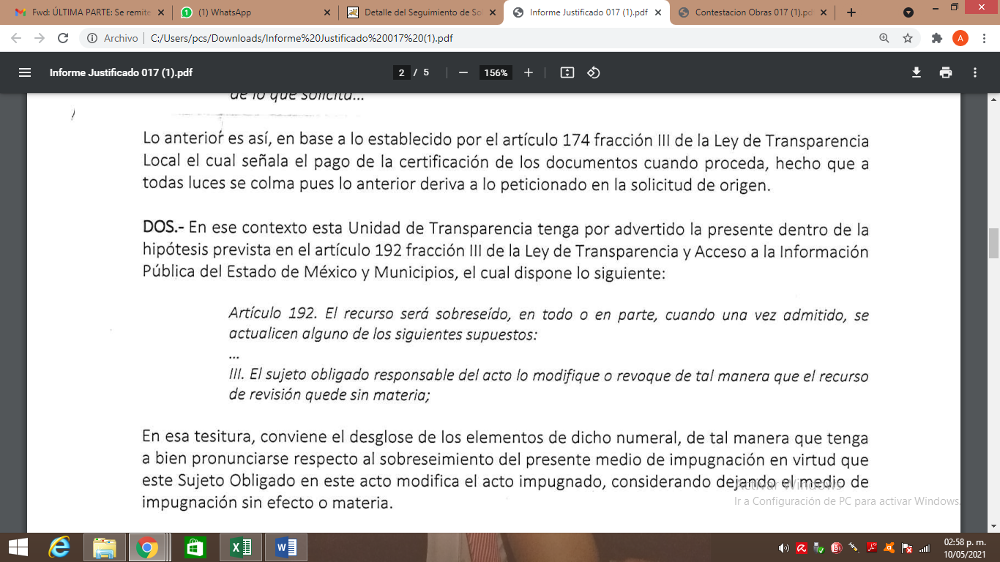 Fwd: ÚLTIMA PARTE: Se remite
(1) WhatsApp
Detalle del Seguimiento de So
Informe Justificado 017 (1).pdf
Contestacion Obras 017 (1).pd
Archivo
C:/Users/pcs/Downloads/Informe%20Justificado%20017%20(1).pdf
A
Informe Justificado 017 (1).pdf
2 / 5
156%
de lo que solicita...
Lo anterior es así, en base a lo establecido por el artículo 174 fracción III de la Ley de Transparencia
Local el cual señala el pago de la certificación de los documentos cuando proceda, hecho que a
todas luces se colma pues lo anterior deriva a lo peticionado en la solicitud de origen.
DOS.- En ese contexto esta Unidad de Transparencia tenga por advertido la presente dentro de la
hipótesis prevista en el artículo 192 fracción III de la Ley de Transparencia y Acceso a la Información
Pública del Estado de México y Municipios, el cual dispone lo siguiente:
Artículo 192. El recurso será sobreseído, en todo o en parte, cuando una vez admitido, se
actualicen alguno de los siguientes supuestos:
...
III. El sujeto obligado responsable del acto lo modifique o revoque de tal manera que el recurso
de revisión quede sin materia;
En esa tesitura, conviene el desglose de los elementos de dicho numeral, de tal manera que tenga
a bien pronunciarse respecto al sobreseimiento del presente medio de impugnación en virtud que
este Sujeto Obligado en este acto modifica el acto impugnado, considerando dejando el medio de
impugnación sin efecto o materia.
Activar Windows
Ir a Configuración de PC para activar Windows.
02:58 p. m.
10/05/2021